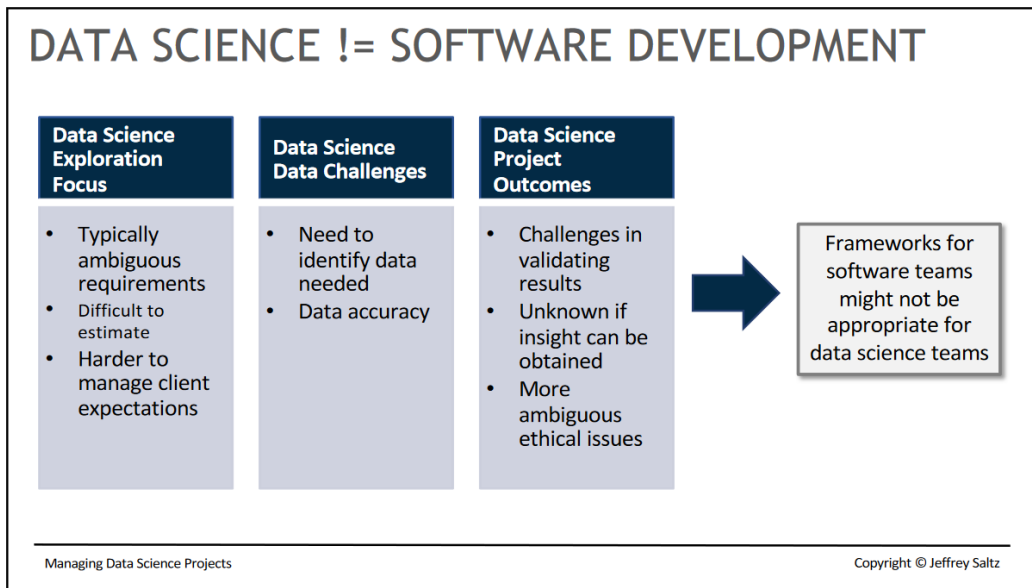 DATA SCIENCE != SOFTWARE DEVELOPMENT
Data Science
Exploration
Focus
• Typically
ambiguous
requirements
• Difficult to
estimate
• Harder to
manage client
expectations
Data Science
Data Challenges
• Need to
identify data
needed
• Data accuracy
Data Science
Project
Outcomes
• Challenges in
validating
results
• Unknown if
insight can be
obtained
• More
ambiguous
ethical issues
Frameworks for
software teams
might not be
appropriate for
data science teams
Managing Data Science Projects
Copyright © Jeffrey Saltz